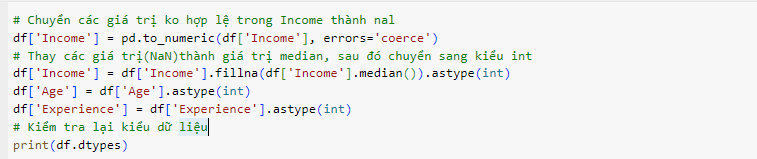 # Chuyển các giá trị ko hợp lệ trong Income thành nal
df['Income'] = pd.to_numeric(df['Income'], errors='coerce')
# Thay các giá trị(NaN)thành giá trị median, sau đó chuyển sang kiểu int
df['Income'] = df['Income'].fillna(df['Income'].median()).astype(int)
df['Age'] = df['Age'].astype(int)
df['Experience'] = df['Experience'].astype(int)
# Kiểm tra lại kiểu dữ liệu
print(df.dtypes)